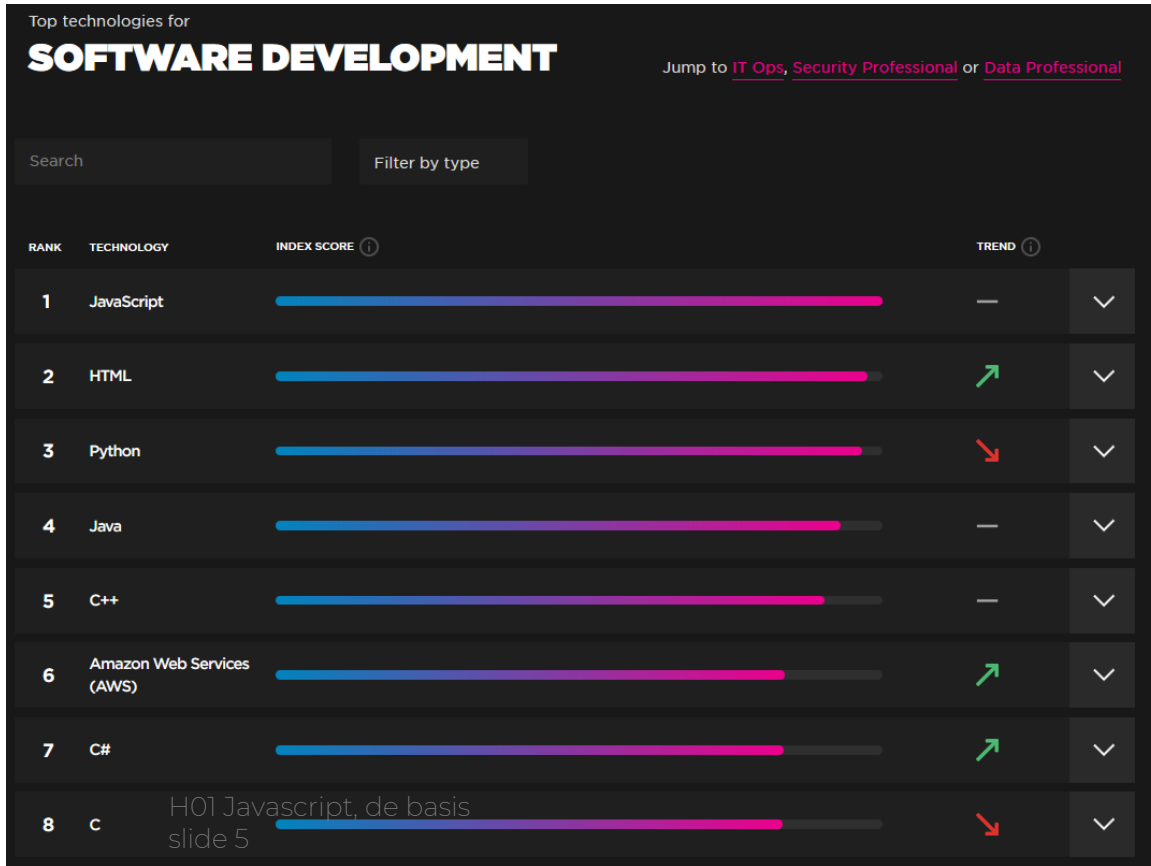 Top technologies for
SOFTWARE DEVELOPMENT
Jump to IT Ops, Security Professional or Data Professional
Search
Filter by type
RANK TECHNOLOGY INDEX SCORE TREND
1 JavaScript
2 HTML
3 Python
4 Java
5 C++
6 Amazon Web Services
(AWS)
7 C#
8 C
H01 Javascript, de basis
slide 5